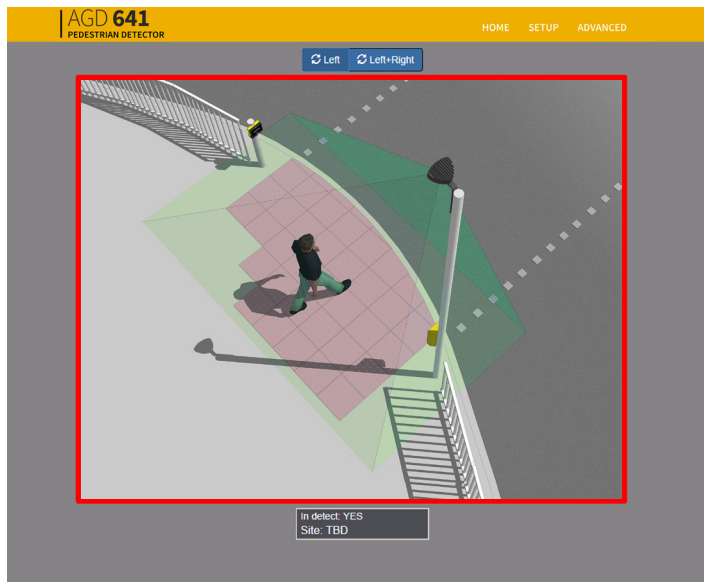 AGD 641
PEDESTRIAN DETECTOR
HOME SETUP ADVANCED
Left Left+Right
In detect: YES
Site: TBD